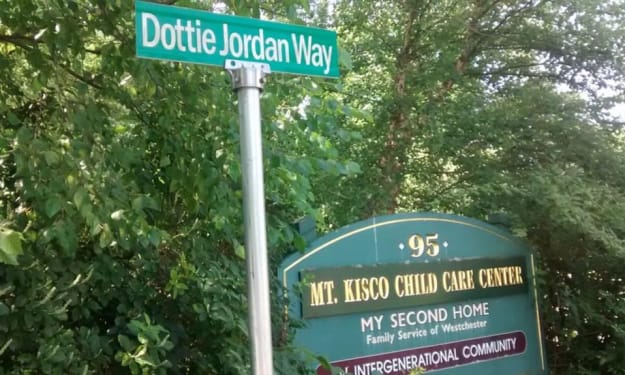 Dottie Jordan Way
95
MT. KISCO CHILD CARE CENTER
MY SECOND HOME
Family Service of Westchester
INTERGENERATIONAL COMMUNITY